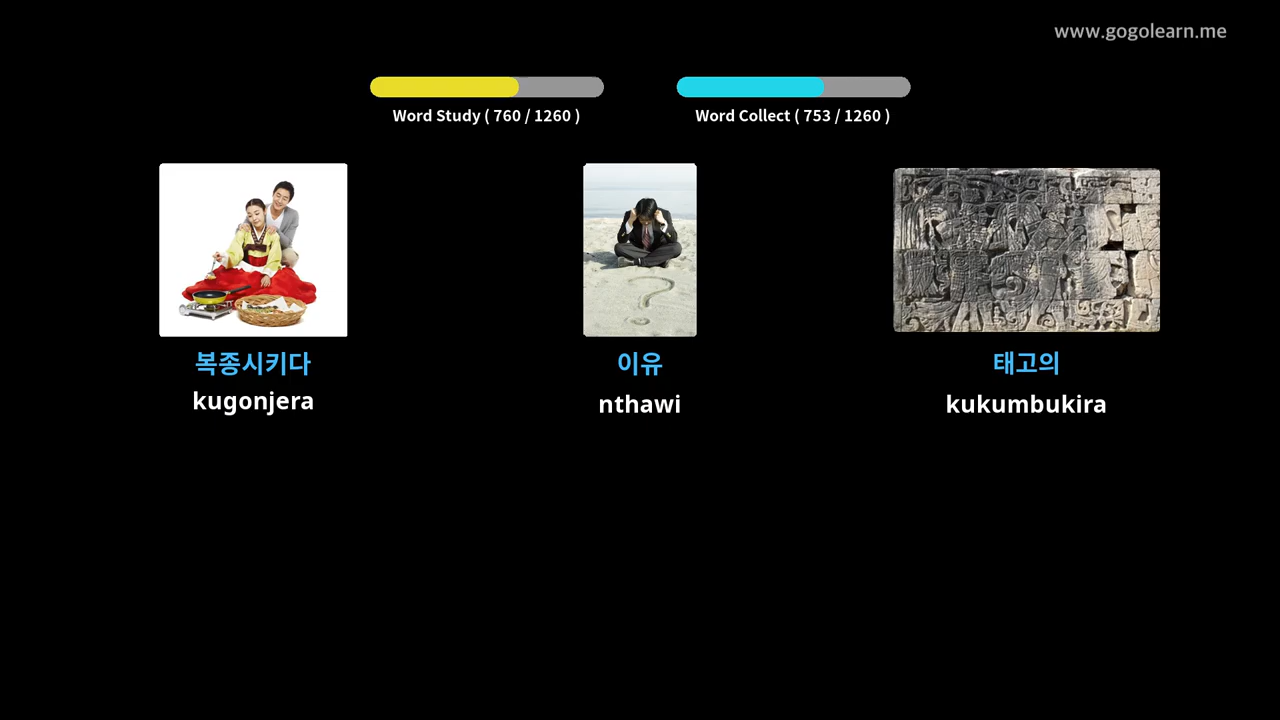 www.gogolearn.me
Word Study ( 760 / 1260 )
Word Collect ( 753 / 1260 )
복종시키다
kugonjera
이유
nthawi
태고의
kukumbukira